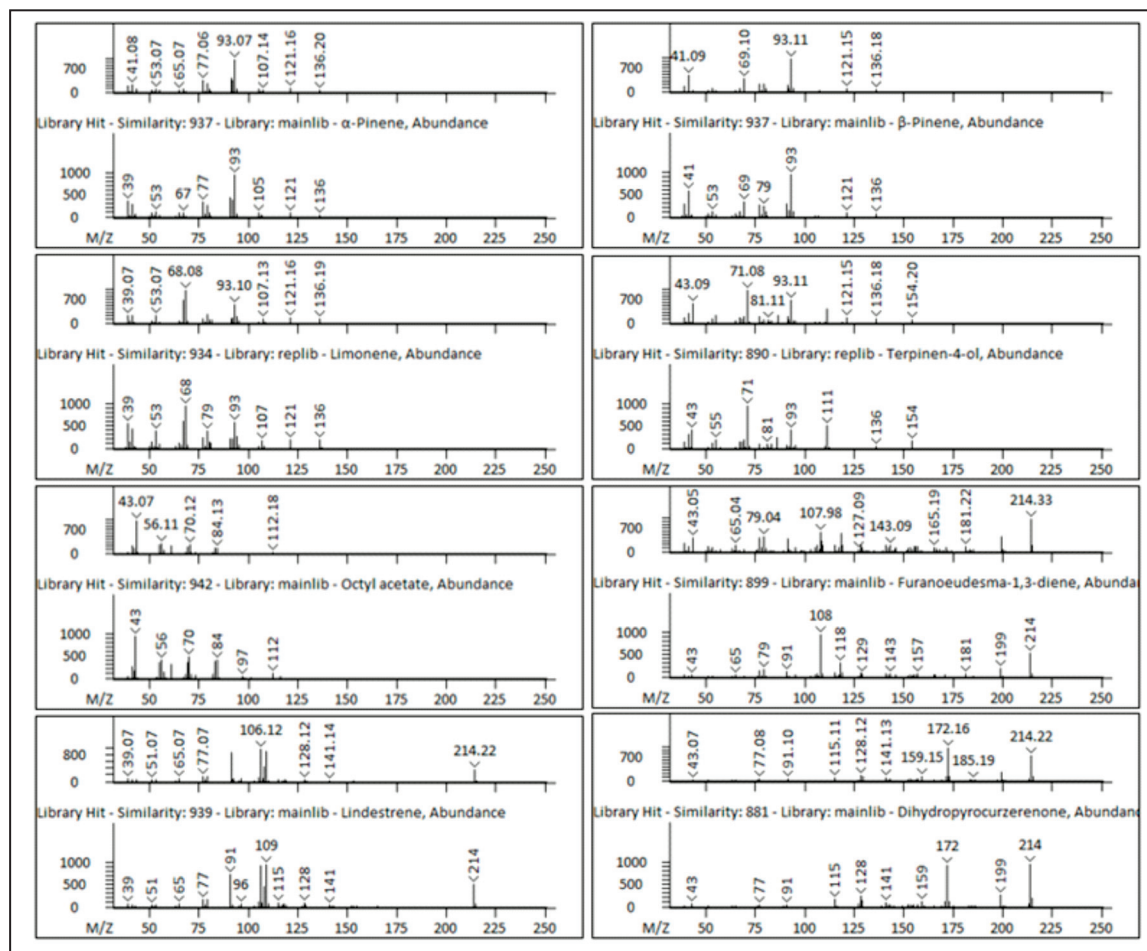 41.08 53.07 65.07 77.06 93.07 107.14 121.16 136.20
700
0
Library Hit - Similarity: 937 - Library: mainlib - α-Pinene, Abundance
39 53 67 77 93 105 121 136
1000
500
0
M/Z 50 75 100 125 150 175 200 225 250
41.09 69.10 93.11 121.15 136.18
700
0
Library Hit - Similarity: 937 - Library: mainlib - β-Pinene, Abundance
41 53 69 79 93 121 136
1000
500
0
M/Z 50 75 100 125 150 175 200 225 250
39.07 53.07 68.08 93.10 107.13 121.16 136.19
700
0
Library Hit - Similarity: 934 - Library: replib - Limonene, Abundance
39 53 68 79 93 107 121 136
1000
500
0
M/Z 50 75 100 125 150 175 200 225 250
43.09 71.08 81.11 93.11 121.15 136.18 154.20
700
0
Library Hit - Similarity: 890 - Library: replib - Terpinen-4-ol, Abundance
43 55 71 81 93 111 136 154
1000
500
0
M/Z 50 75 100 125 150 175 200 225 250
43.07 56.11 70.12 84.13 112.18
700
0
Library Hit - Similarity: 942 - Library: mainlib - Octyl acetate, Abundance
43 56 70 84 97 112
1000
500
0
M/Z 50 75 100 125 150 175 200 225 250
43.05 65.04 79.04 107.98 127.09 143.09 165.19 181.22 214.33
700
0
Library Hit - Similarity: 899 - Library: mainlib - Furanoeudesma-1,3-diene, Abundan
43 65 79 91 108 118 129 143 157 181 199 214
1000
500
0
M/Z 50 75 100 125 150 175 200 225 250
39.07 51.07 65.07 77.07 106.12 128.12 141.14 214.22
800
0
Library Hit - Similarity: 939 - Library: mainlib - Lindestrene, Abundance
39 51 65 77 91 96 109 115 128 141 214
1000
500
0
M/Z 50 75 100 125 150 175 200 225 250
43.07 77.08 91.10 115.11 128.12 141.13 159.15 172.16 185.19 214.22
700
0
Library Hit - Similarity: 881 - Library: mainlib - Dihydropyrocurzerenone, Abundan
43 77 91 115 128 141 159 172 199 214
1000
500
0
M/Z 50 75 100 125 150 175 200 225 250